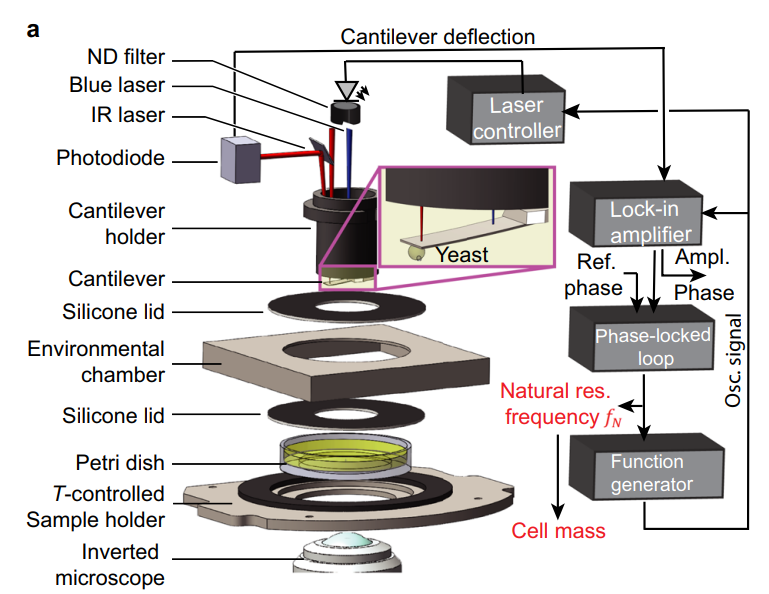 a
Cantilever deflection
ND filter
Blue laser
IR laser
Photodiode
Cantilever
holder
Cantilever
Silicone lid
Environmental
chamber
Silicone lid
Petri dish
T-controlled
Sample holder
Inverted
microscope
Yeast
Laser
controller
Lock-in
amplifier
Ref.
phase
Ampl.
Phase
Phase-locked
loop
Osc. signal
Natural res.
frequency fN
Function
generator
Cell mass